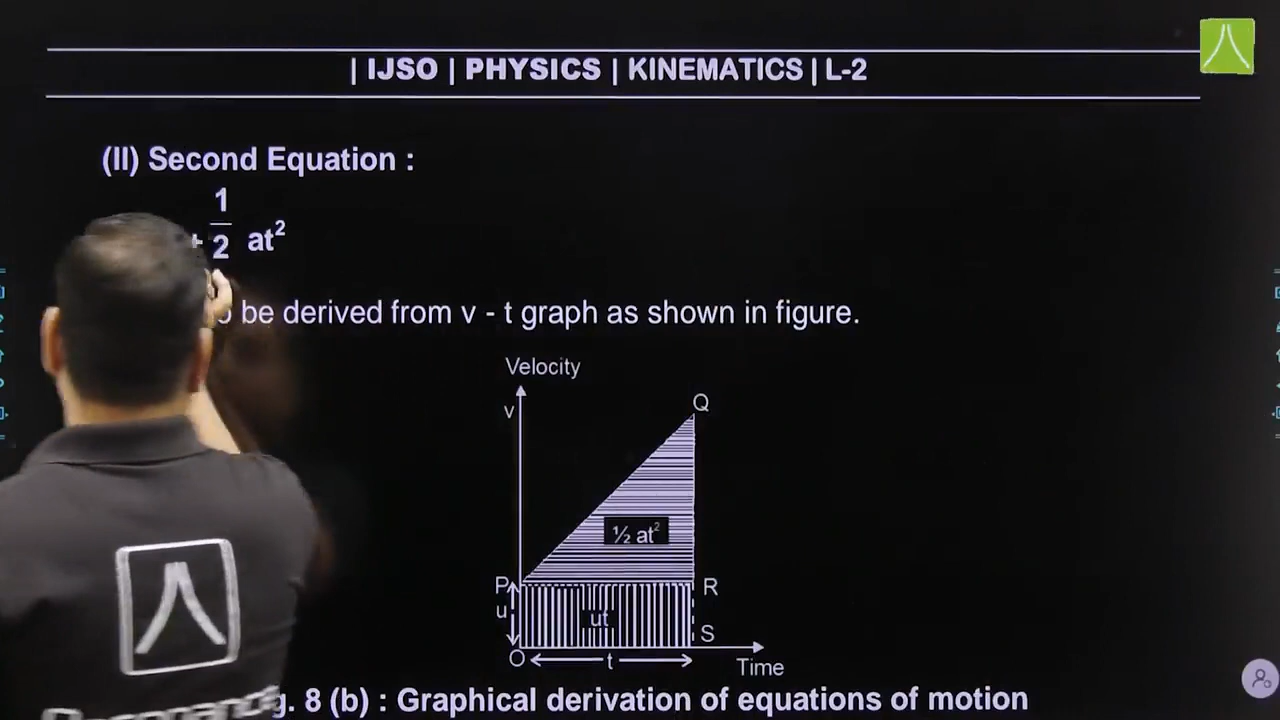 | IJSO | PHYSICS | KINEMATICS | L-2
(II) Second Equation :
+ 1/2 at²
be derived from v - t graph as shown in figure.
Velocity
v
Q
½ at²
P
R
u
ut
S
O
t
Time
g. 8 (b) : Graphical derivation of equations of motion
Resonance